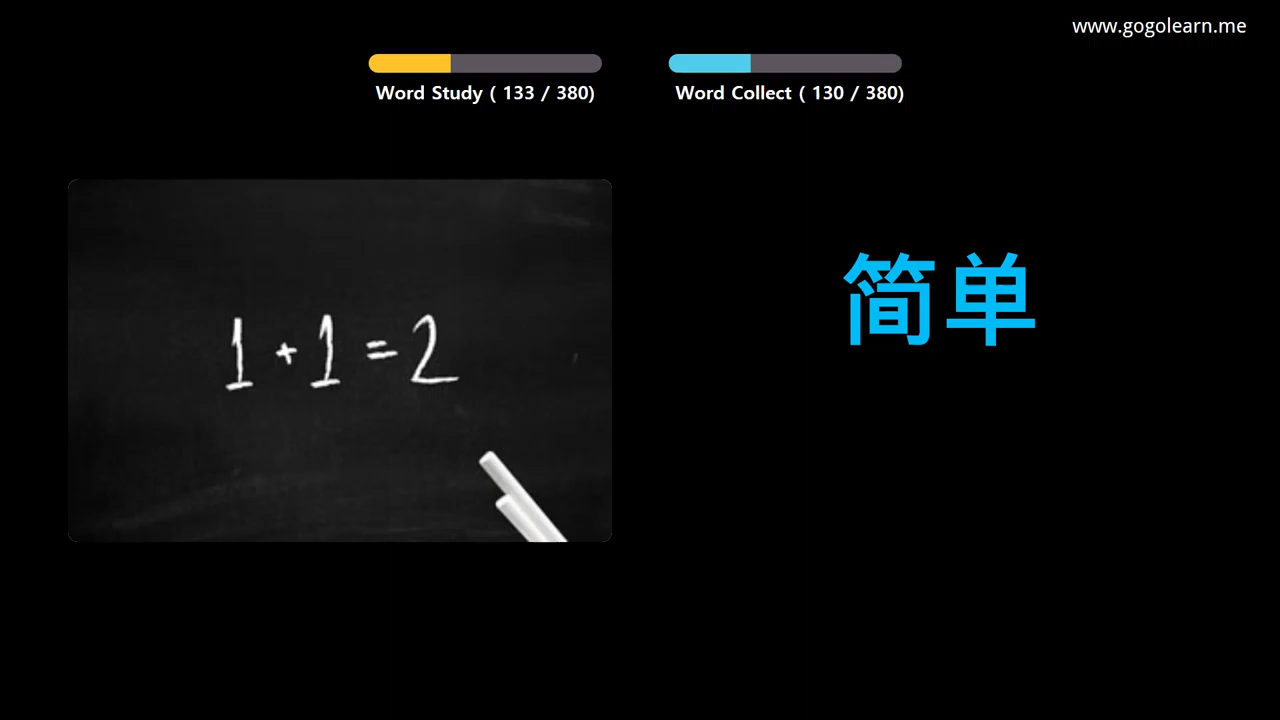 www.gogolearn.me
Word Study ( 133 / 380)
Word Collect ( 130 / 380)
1 + 1 = 2
简单